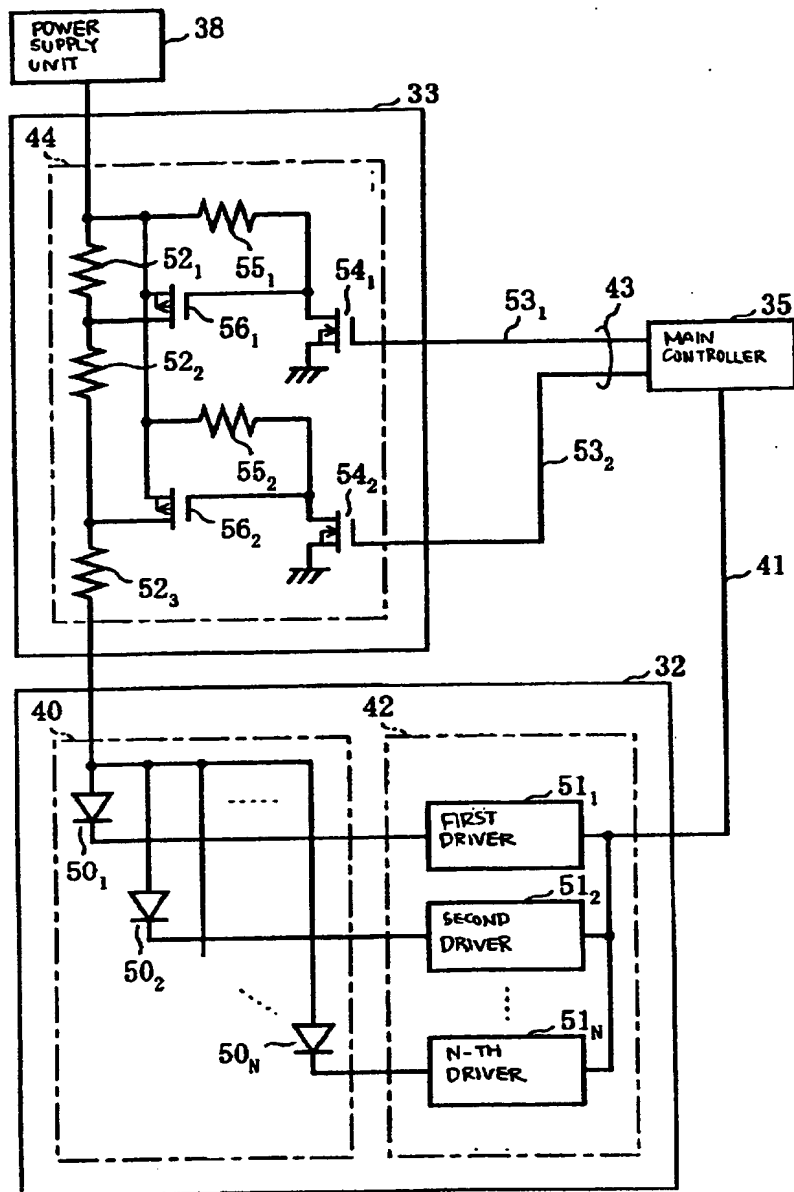 POWER
SUPPLY
UNIT
38
33
44
52₁
55₁
54₁
56₁
53₁
43
35
MAIN
CONTROLLER
52₂
55₂
54₂
56₂
53₂
52₃
41
32
40
42
50₁
51₁
FIRST
DRIVER
50₂
51₂
SECOND
DRIVER
50N
51N
N-TH
DRIVER